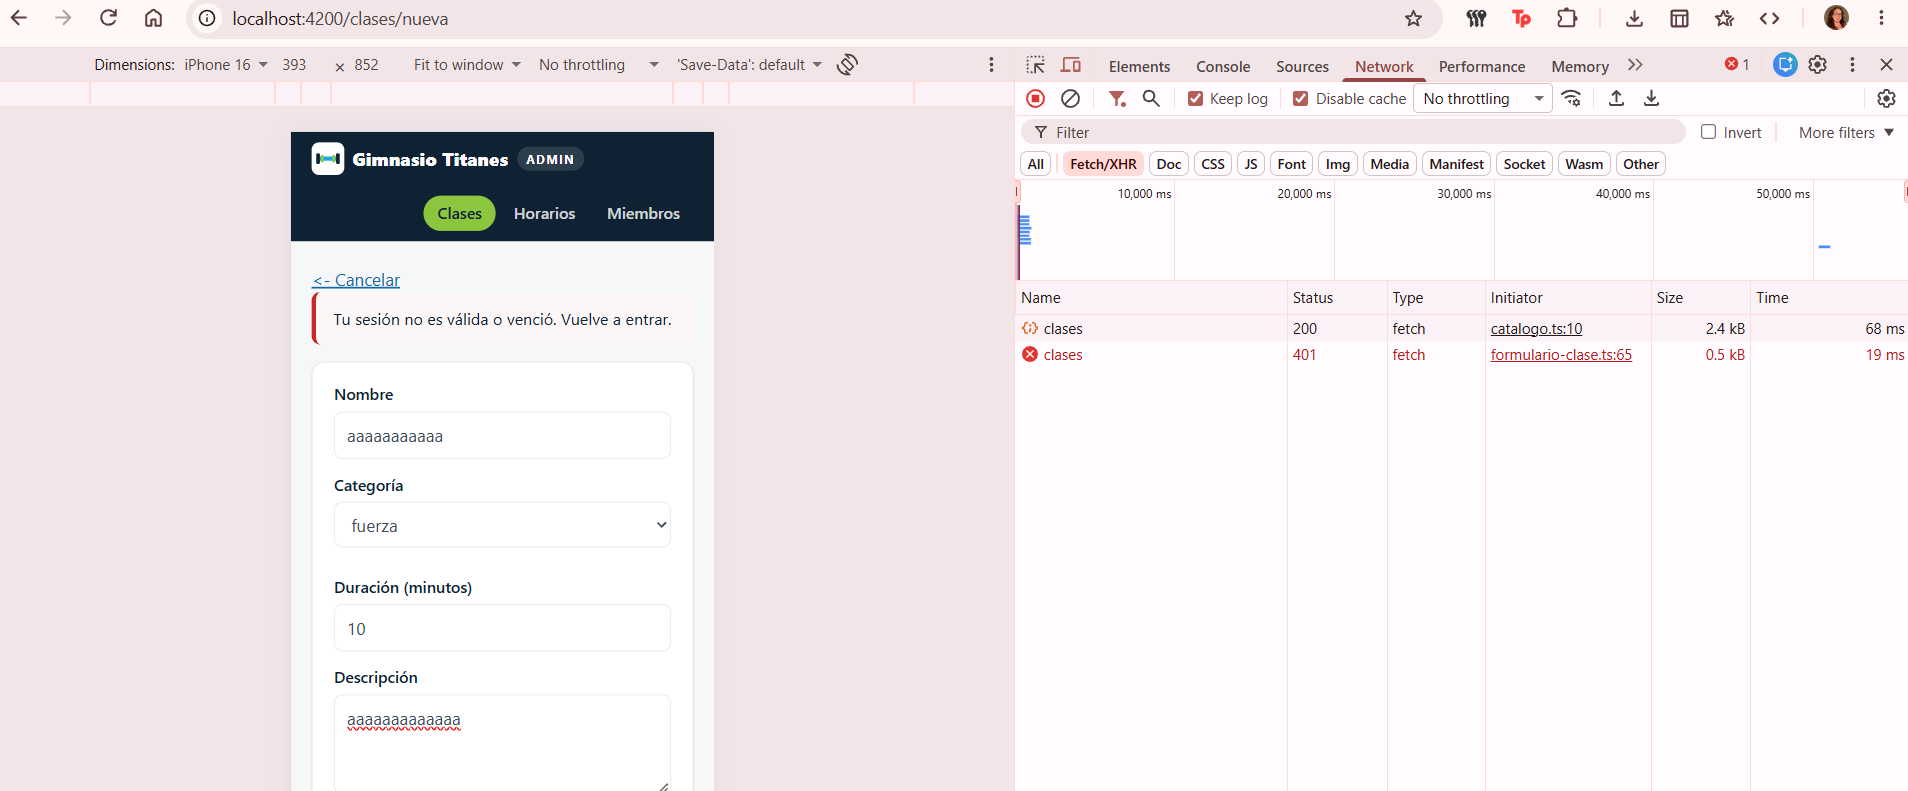 localhost:4200/clases/nueva
Dimensions: iPhone 16 393 × 852 Fit to window No throttling 'Save-Data': default
Gimnasio Titanes ADMIN
Clases Horarios Miembros
<- Cancelar
Tu sesión no es válida o venció. Vuelve a entrar.
Nombre
aaaaaaaaaaa
Categoría
fuerza
Duración (minutos)
10
Descripción
aaaaaaaaaaaaa
Elements Console Sources Network Performance Memory 1
Keep log Disable cache No throttling
Filter Invert More filters
All Fetch/XHR Doc CSS JS Font Img Media Manifest Socket Wasm Other
10,000 ms 20,000 ms 30,000 ms 40,000 ms 50,000 ms
Name Status Type Initiator Size Time
clases 200 fetch catalogo.ts:10 2.4 kB 68 ms
clases 401 fetch formulario-clase.ts:65 0.5 kB 19 ms